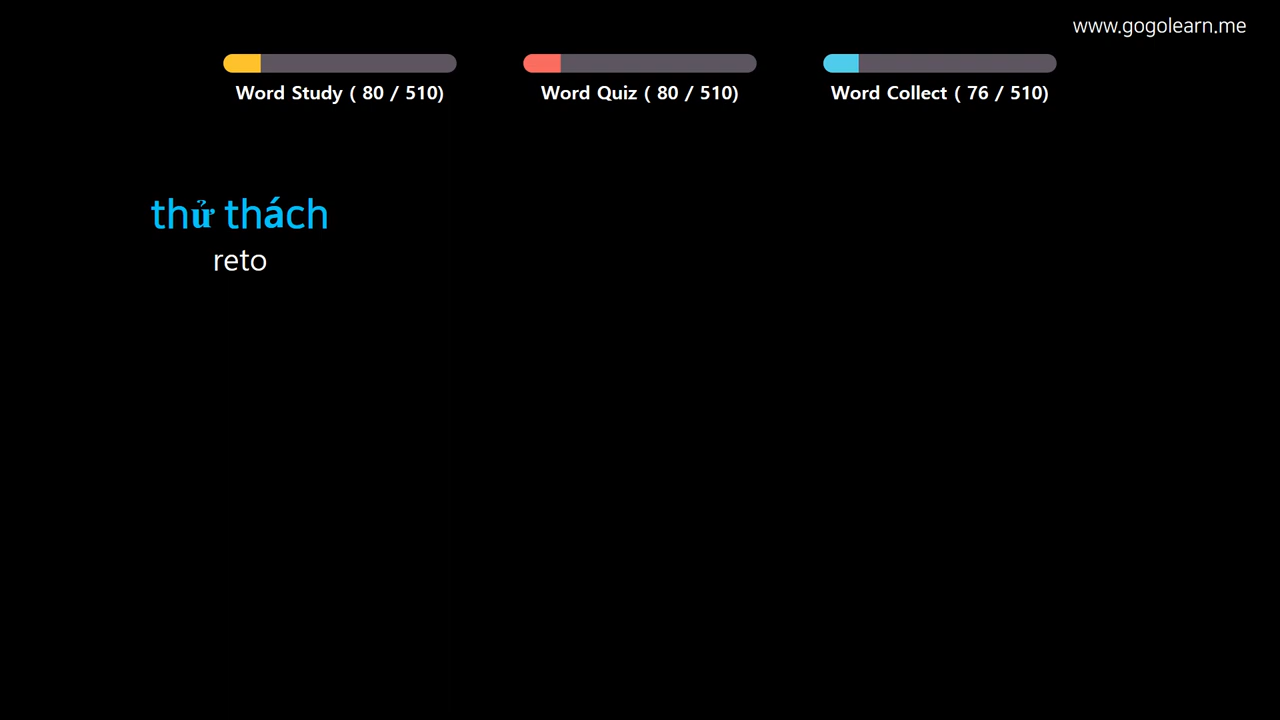 www.gogolearn.me
Word Study ( 80 / 510)
Word Quiz ( 80 / 510)
Word Collect ( 76 / 510)
thử thách
reto